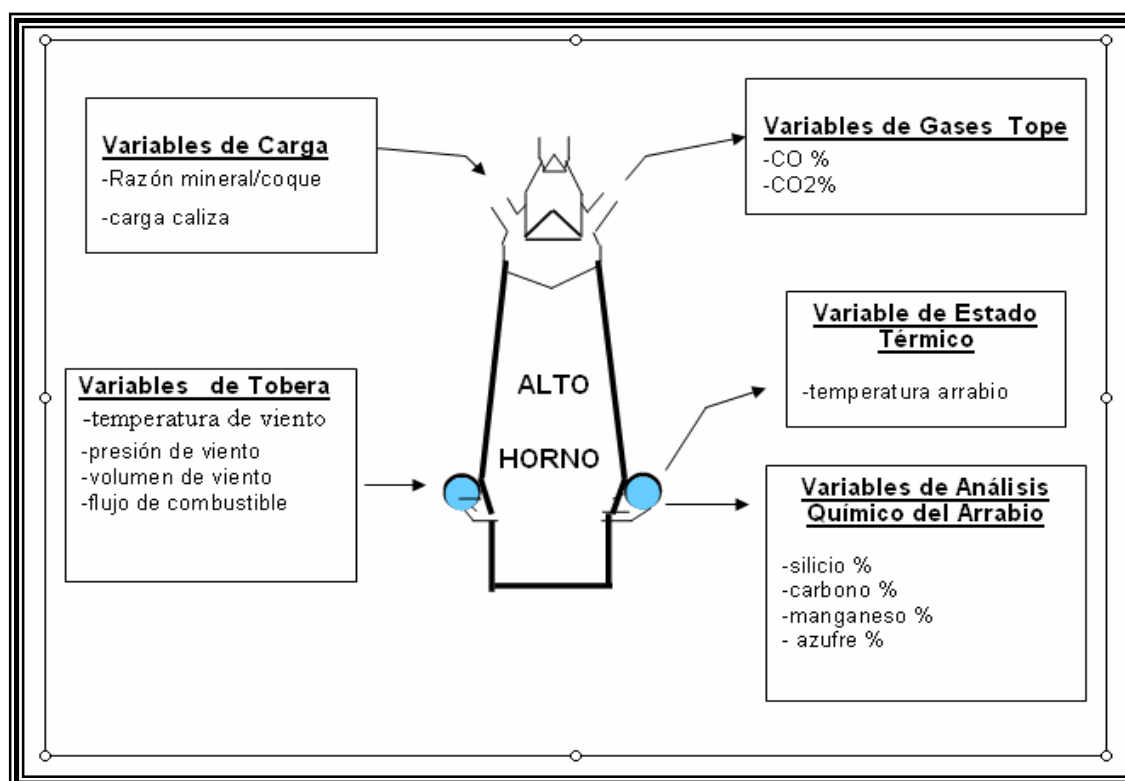 Variables de Carga
-Razón mineral/coque
-carga caliza
Variables de Gases Tope
-CO %
-CO2%
Variable de Estado
Térmico
-temperatura arrabio
Variables de Tobera
-temperatura de viento
-presión de viento
-volumen de viento
-flujo de combustible
ALTO
HORNO
Variables de Análisis
Químico del Arrabio
-silicio %
-carbono %
-manganeso %
- azufre %